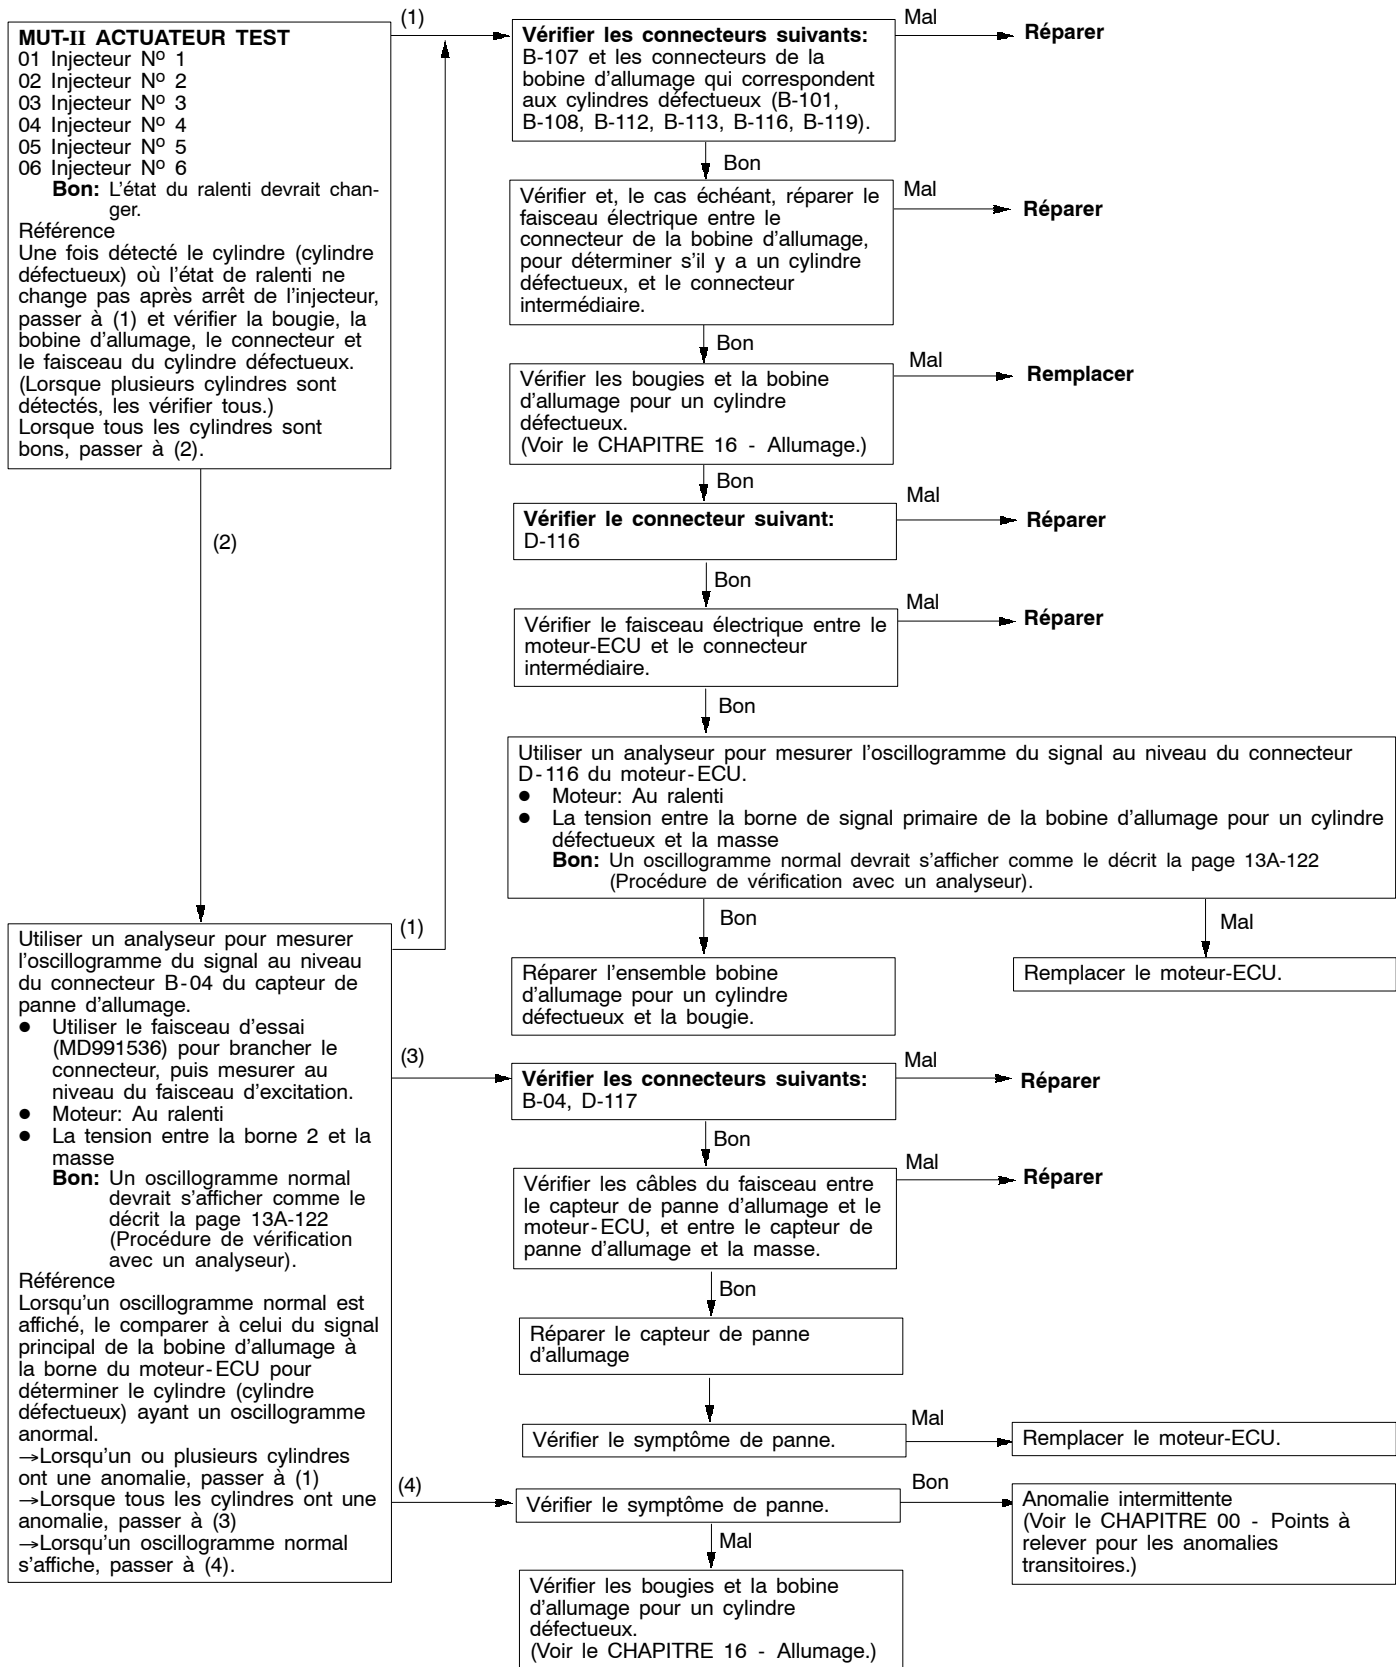 MUT-II ACTUATEUR TEST
01 Injecteur Nº 1
02 Injecteur Nº 2
03 Injecteur Nº 3
04 Injecteur Nº 4
05 Injecteur Nº 5
06 Injecteur Nº 6
Bon: L'état du ralenti devrait chan-
ger.
Référence
Une fois détecté le cylindre (cylindre
défectueux) où l'état de ralenti ne
change pas après arrêt de l'injecteur,
passer à (1) et vérifier la bougie, la
bobine d'allumage, le connecteur et
le faisceau du cylindre défectueux.
(Lorsque plusieurs cylindres sont
détectés, les vérifier tous.)
Lorsque tous les cylindres sont
bons, passer à (2).
(1)
Vérifier les connecteurs suivants:
B-107 et les connecteurs de la
bobine d'allumage qui correspondent
aux cylindres défectueux (B-101,
B-108, B-112, B-113, B-116, B-119).
Mal
Réparer
Bon
Vérifier et, le cas échéant, réparer le
faisceau électrique entre le
connecteur de la bobine d'allumage,
pour déterminer s'il y a un cylindre
défectueux, et le connecteur
intermédiaire.
Mal
Réparer
Bon
Vérifier les bougies et la bobine
d'allumage pour un cylindre
défectueux.
(Voir le CHAPITRE 16 - Allumage.)
Mal
Remplacer
Bon
Vérifier le connecteur suivant:
D-116
Mal
Réparer
(2)
Bon
Vérifier le faisceau électrique entre le
moteur-ECU et le connecteur
intermédiaire.
Mal
Réparer
Bon
Utiliser un analyseur pour mesurer l'oscillogramme du signal au niveau du connecteur
D-116 du moteur-ECU.
● Moteur: Au ralenti
● La tension entre la borne de signal primaire de la bobine d'allumage pour un cylindre
défectueux et la masse
Bon: Un oscillogramme normal devrait s'afficher comme le décrit la page 13A-122
(Procédure de vérification avec un analyseur).
Bon
Mal
Réparer l'ensemble bobine
d'allumage pour un cylindre
défectueux et la bougie.
Remplacer le moteur-ECU.
Utiliser un analyseur pour mesurer
l'oscillogramme du signal au niveau
du connecteur B-04 du capteur de
panne d'allumage.
● Utiliser le faisceau d'essai
(MD991536) pour brancher le
connecteur, puis mesurer au
niveau du faisceau d'excitation.
● Moteur: Au ralenti
● La tension entre la borne 2 et la
masse
Bon: Un oscillogramme normal
devrait s'afficher comme le
décrit la page 13A-122
(Procédure de vérification
avec un analyseur).
Référence
Lorsqu'un oscillogramme normal est
affiché, le comparer à celui du signal
principal de la bobine d'allumage à
la borne du moteur-ECU pour
déterminer le cylindre (cylindre
défectueux) ayant un oscillogramme
anormal.
→Lorsqu'un ou plusieurs cylindres
ont une anomalie, passer à (1)
→Lorsque tous les cylindres ont une
anomalie, passer à (3)
→Lorsqu'un oscillogramme normal
s'affiche, passer à (4).
(1)
(3)
Vérifier les connecteurs suivants:
B-04, D-117
Mal
Réparer
Bon
Vérifier les câbles du faisceau entre
le capteur de panne d'allumage et le
moteur-ECU, et entre le capteur de
panne d'allumage et la masse.
Mal
Réparer
Bon
Réparer le capteur de panne
d'allumage
Vérifier le symptôme de panne.
Mal
Remplacer le moteur-ECU.
(4)
Vérifier le symptôme de panne.
Bon
Anomalie intermittente
(Voir le CHAPITRE 00 - Points à
relever pour les anomalies
transitoires.)
Mal
Vérifier les bougies et la bobine
d'allumage pour un cylindre
défectueux.
(Voir le CHAPITRE 16 - Allumage.)